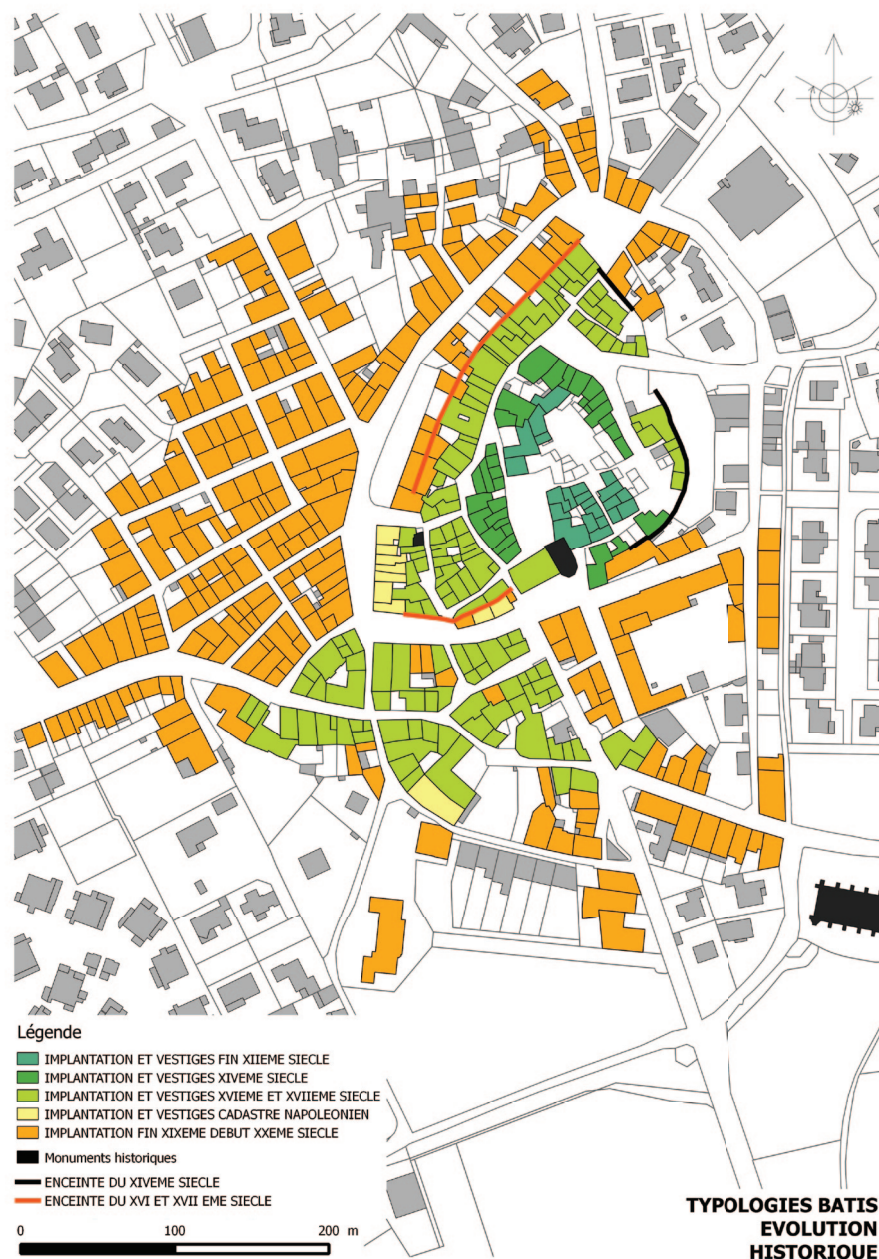 Légende
IMPLANTATION ET VESTIGES FIN XIIEME SIECLE
IMPLANTATION ET VESTIGES XIVEME SIECLE
IMPLANTATION ET VESTIGES XVIEME ET XVIIEME SIECLE
IMPLANTATION ET VESTIGES CADASTRE NAPOLEONIEN
IMPLANTATION FIN XIXEME DEBUT XXEME SIECLE
Monuments historiques
ENCEINTE DU XIVEME SIECLE
ENCEINTE DU XVI ET XVII EME SIECLE
0 100 200 m
TYPOLOGIES BATIS
EVOLUTION
HISTORIQUE